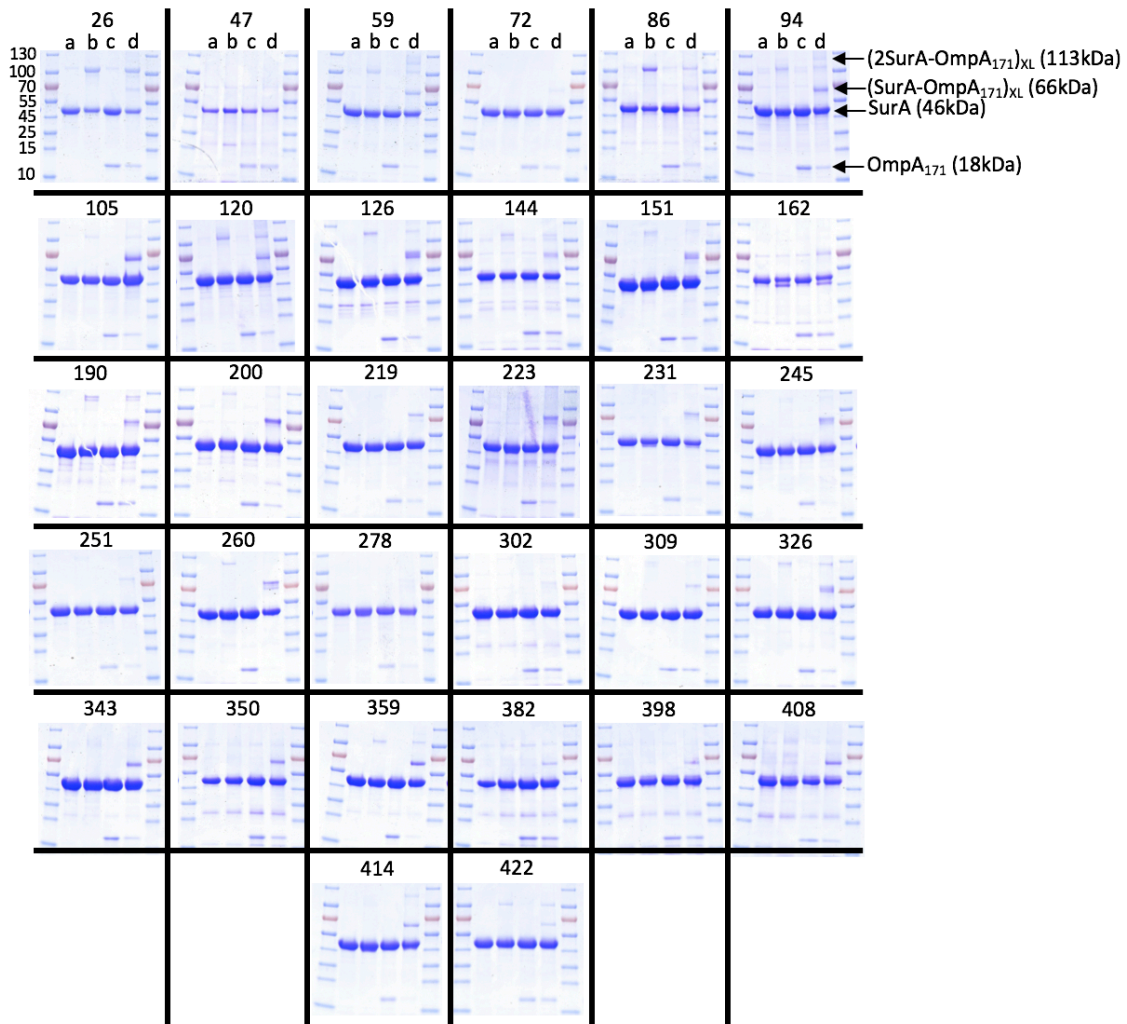 26 47 59 72 86 94
a b c d a b c d a b c d a b c d a b c d a b c d
130
100
70
55
45
25
15
10
(2SurA-OmpA₁₇₁)XL (113kDa)
(SurA-OmpA₁₇₁)XL (66kDa)
SurA (46kDa)
OmpA₁₇₁ (18kDa)
105 120 126 144 151 162
190 200 219 223 231 245
251 260 278 302 309 326
343 350 359 382 398 408
414 422